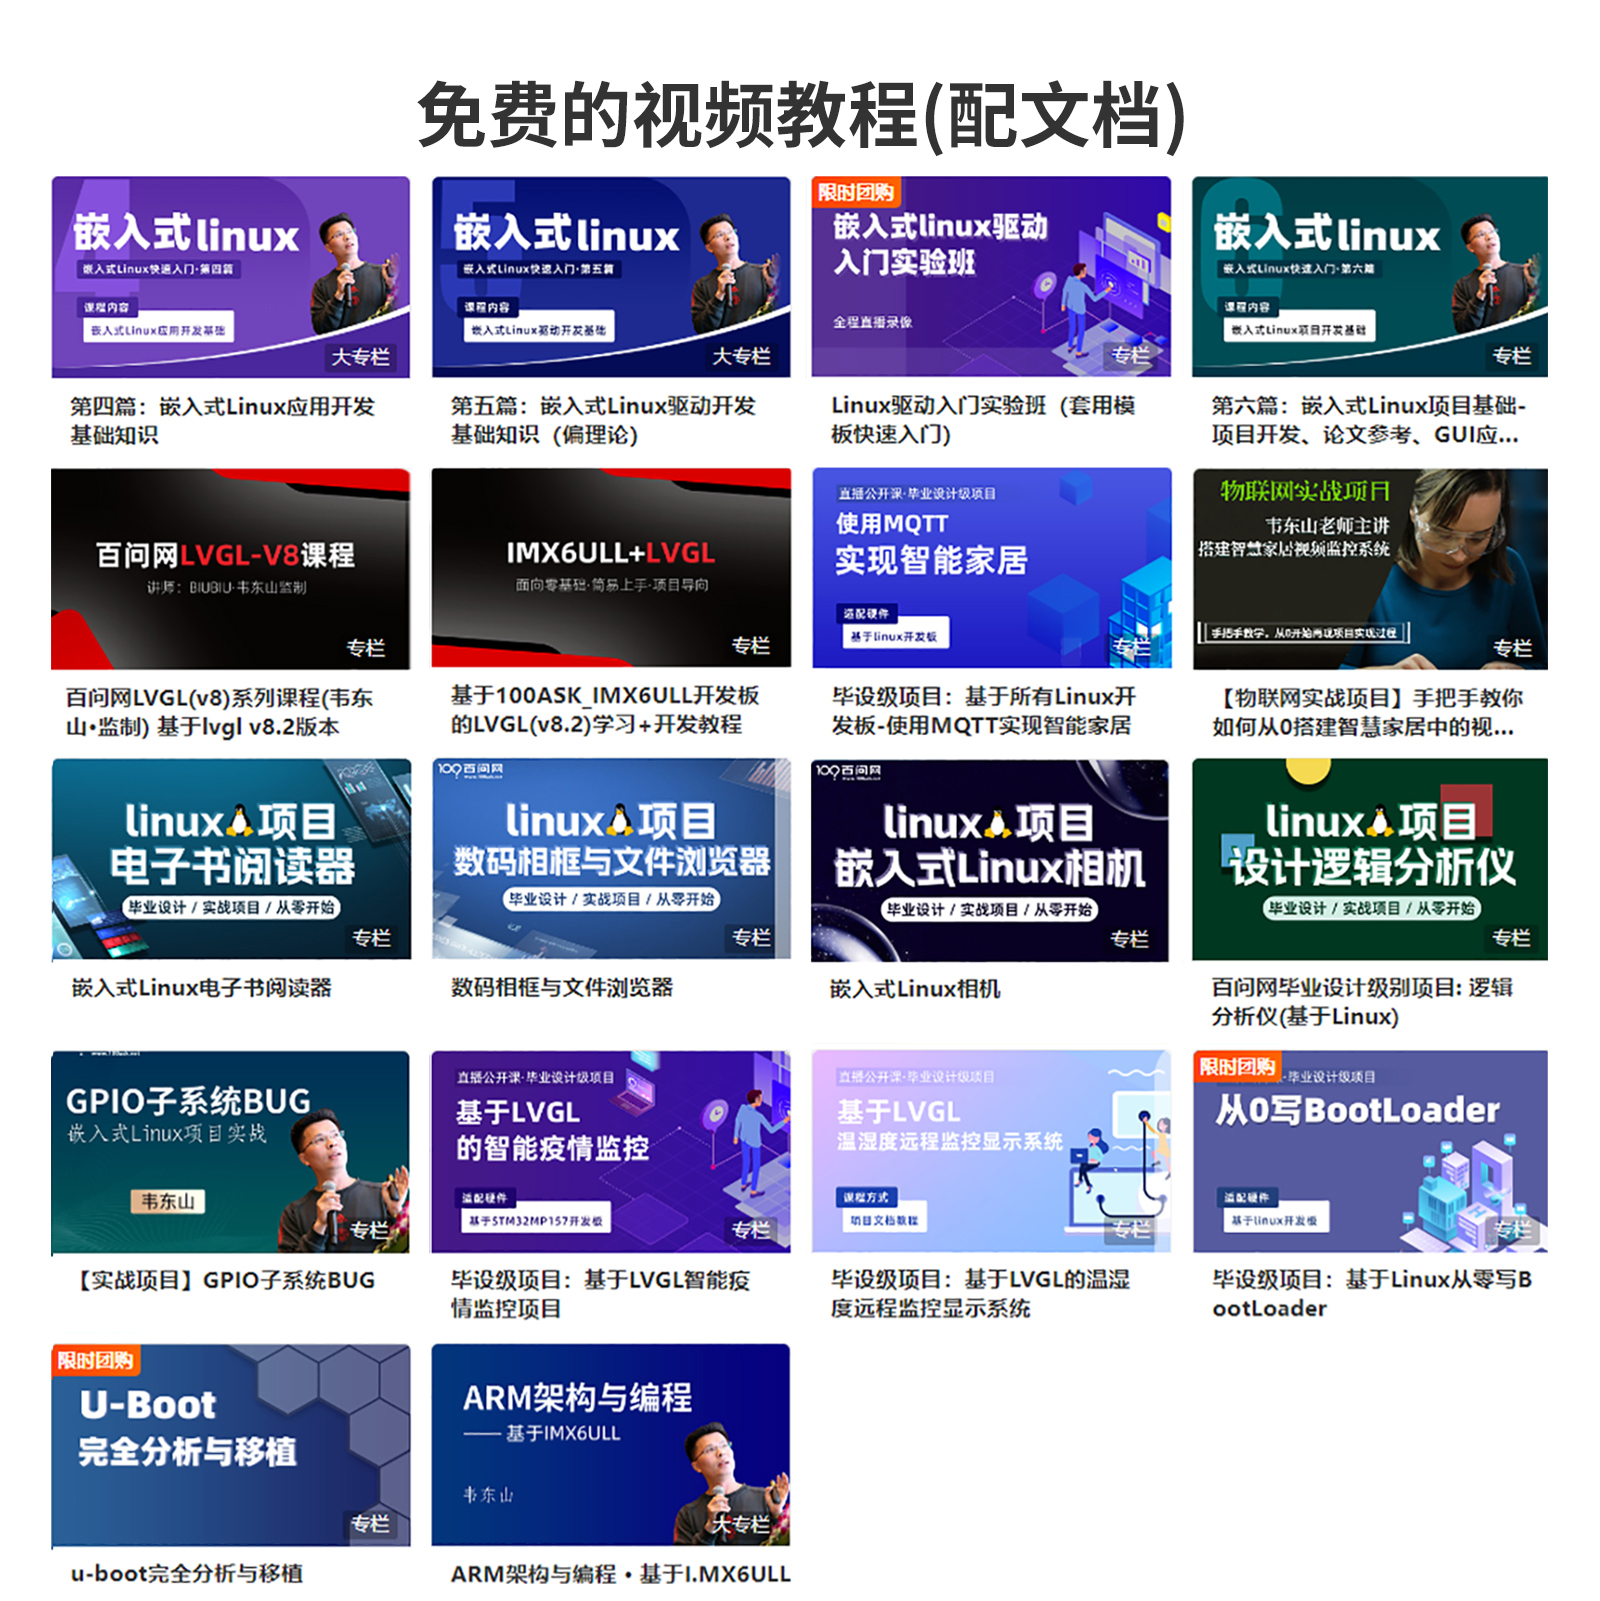 免费的视频教程(配文档)
嵌入式linux
嵌入式Linux快速入门·第四篇
课程内容
嵌入式Linux应用开发基础
大专栏
第四篇：嵌入式Linux应用开发
基础知识
嵌入式linux
嵌入式Linux快速入门·第五篇
课程内容
嵌入式Linux驱动开发基础
大专栏
第五篇：嵌入式Linux驱动开发
基础知识（偏理论）
限时团购
嵌入式linux驱动
入门实验班
全程直播录像
专栏
Linux驱动入门实验班（套用模
板快速入门）
嵌入式linux
嵌入式Linux快速入门·第六篇
课程内容
嵌入式Linux项目开发基础
专栏
第六篇：嵌入式Linux项目基础-
项目开发、论文参考、GUI应...
百问网LVGL-V8课程
讲师：BIUBIU·韦东山监制
专栏
百问网LVGL(v8)系列课程(韦东
山•监制) 基于lvgl v8.2版本
IMX6ULL+LVGL
面向零基础·简易上手·项目导向
专栏
基于100ASK_IMX6ULL开发板
的LVGL(v8.2)学习+开发教程
直播公开课·毕业设计级项目
使用MQTT
实现智能家居
适配硬件
基于linux开发板
专栏
毕设级项目：基于所有Linux开
发板-使用MQTT实现智能家居
物联网实战项目
韦东山老师主讲
搭建智慧家居视频监控系统
手把手教学，从0开始再现项目实现过程
专栏
【物联网实战项目】手把手教你
如何从0搭建智慧家居中的视...
linux项目
电子书阅读器
毕业设计 / 实战项目 / 从零开始
专栏
嵌入式Linux电子书阅读器
百问网
linux项目
数码相框与文件浏览器
毕业设计 / 实战项目 / 从零开始
专栏
数码相框与文件浏览器
百问网
linux项目
嵌入式Linux相机
毕业设计 / 实战项目 / 从零开始
专栏
嵌入式Linux相机
linux项目
设计逻辑分析仪
毕业设计 / 实战项目 / 从零开始
专栏
百问网毕业设计级别项目: 逻辑
分析仪(基于Linux)
GPIO子系统BUG
嵌入式Linux项目实战
韦东山
专栏
【实战项目】GPIO子系统BUG
直播公开课·毕业设计级项目
基于LVGL
的智能疫情监控
适配硬件
基于STM32MP157开发板
专栏
毕设级项目：基于LVGL智能疫
情监控项目
直播公开课·毕业设计级项目
基于LVGL
温湿度远程监控显示系统
课程方式
项目文档教程
专栏
毕设级项目：基于LVGL的温湿
度远程监控显示系统
限时团购
·毕业设计级项目
从0写BootLoader
适配硬件
基于linux开发板
专栏
毕设级项目：基于Linux从零写B
ootLoader
限时团购
U-Boot
完全分析与移植
专栏
u-boot完全分析与移植
ARM架构与编程
—— 基于IMX6ULL
韦东山
大专栏
ARM架构与编程 • 基于I.MX6ULL